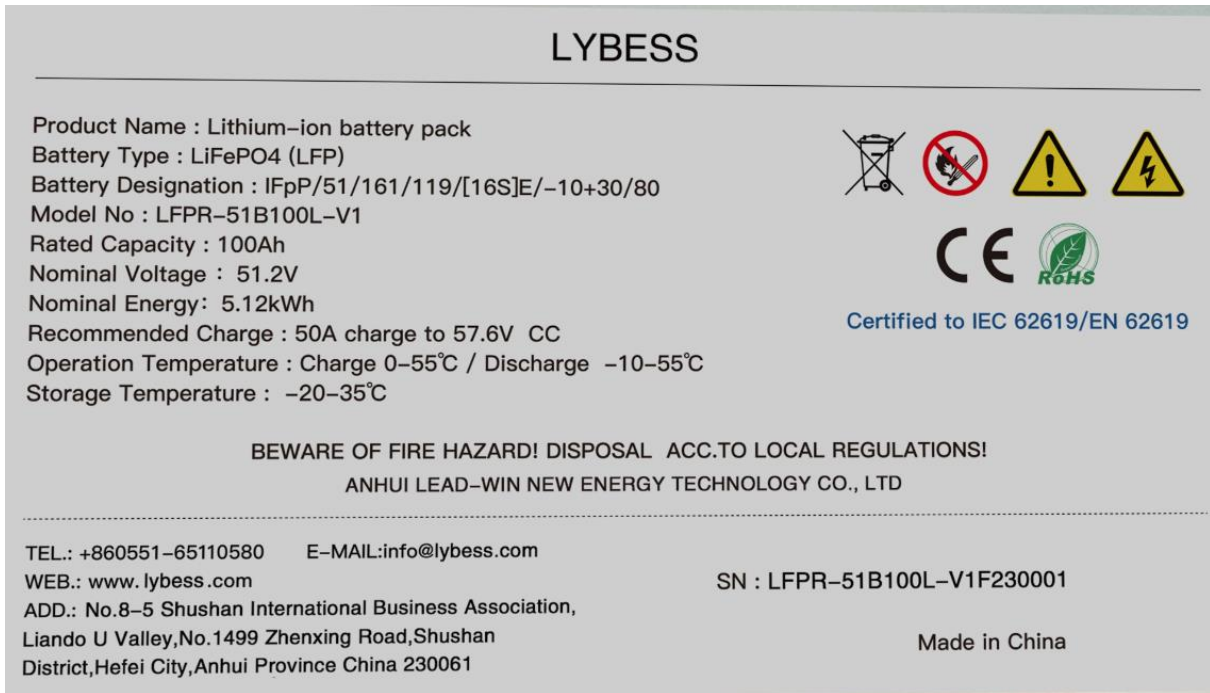 LYBESS
Product Name : Lithium-ion battery pack
Battery Type : LiFePO4 (LFP)
Battery Designation : IFpP/51/161/119/[16S]E/-10+30/80
Model No : LFPR-51B100L-V1
Rated Capacity : 100Ah
Nominal Voltage : 51.2V
Nominal Energy: 5.12kWh
Recommended Charge : 50A charge to 57.6V CC
Operation Temperature : Charge 0-55℃ / Discharge -10-55℃
Storage Temperature : -20-35℃
CE
RoHS
Certified to IEC 62619/EN 62619
BEWARE OF FIRE HAZARD! DISPOSAL ACC.TO LOCAL REGULATIONS!
ANHUI LEAD-WIN NEW ENERGY TECHNOLOGY CO., LTD
TEL.: +860551-65110580 E-MAIL:info@lybess.com
WEB.: www.lybess.com
ADD.: No.8-5 Shushan International Business Association,
Liando U Valley,No.1499 Zhenxing Road,Shushan
District,Hefei City,Anhui Province China 230061
SN : LFPR-51B100L-V1F230001
Made in China